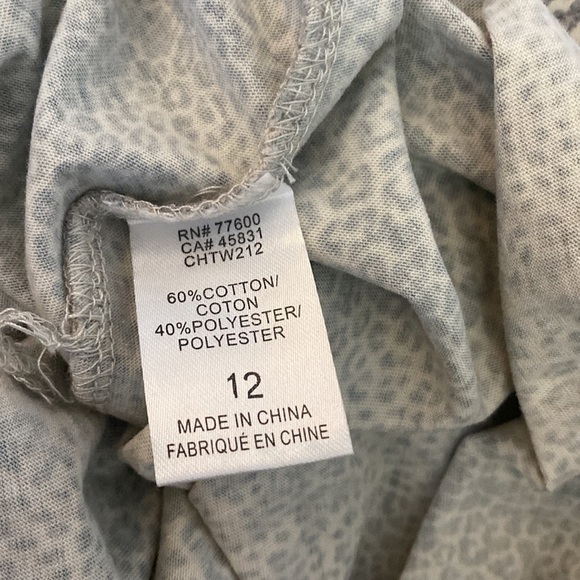 RN# 77600
CA# 45831
CHTW212
60%COTTON/
COTON
40%POLYESTER/
POLYESTER
12
MADE IN CHINA
FABRIQUÉ EN CHINE